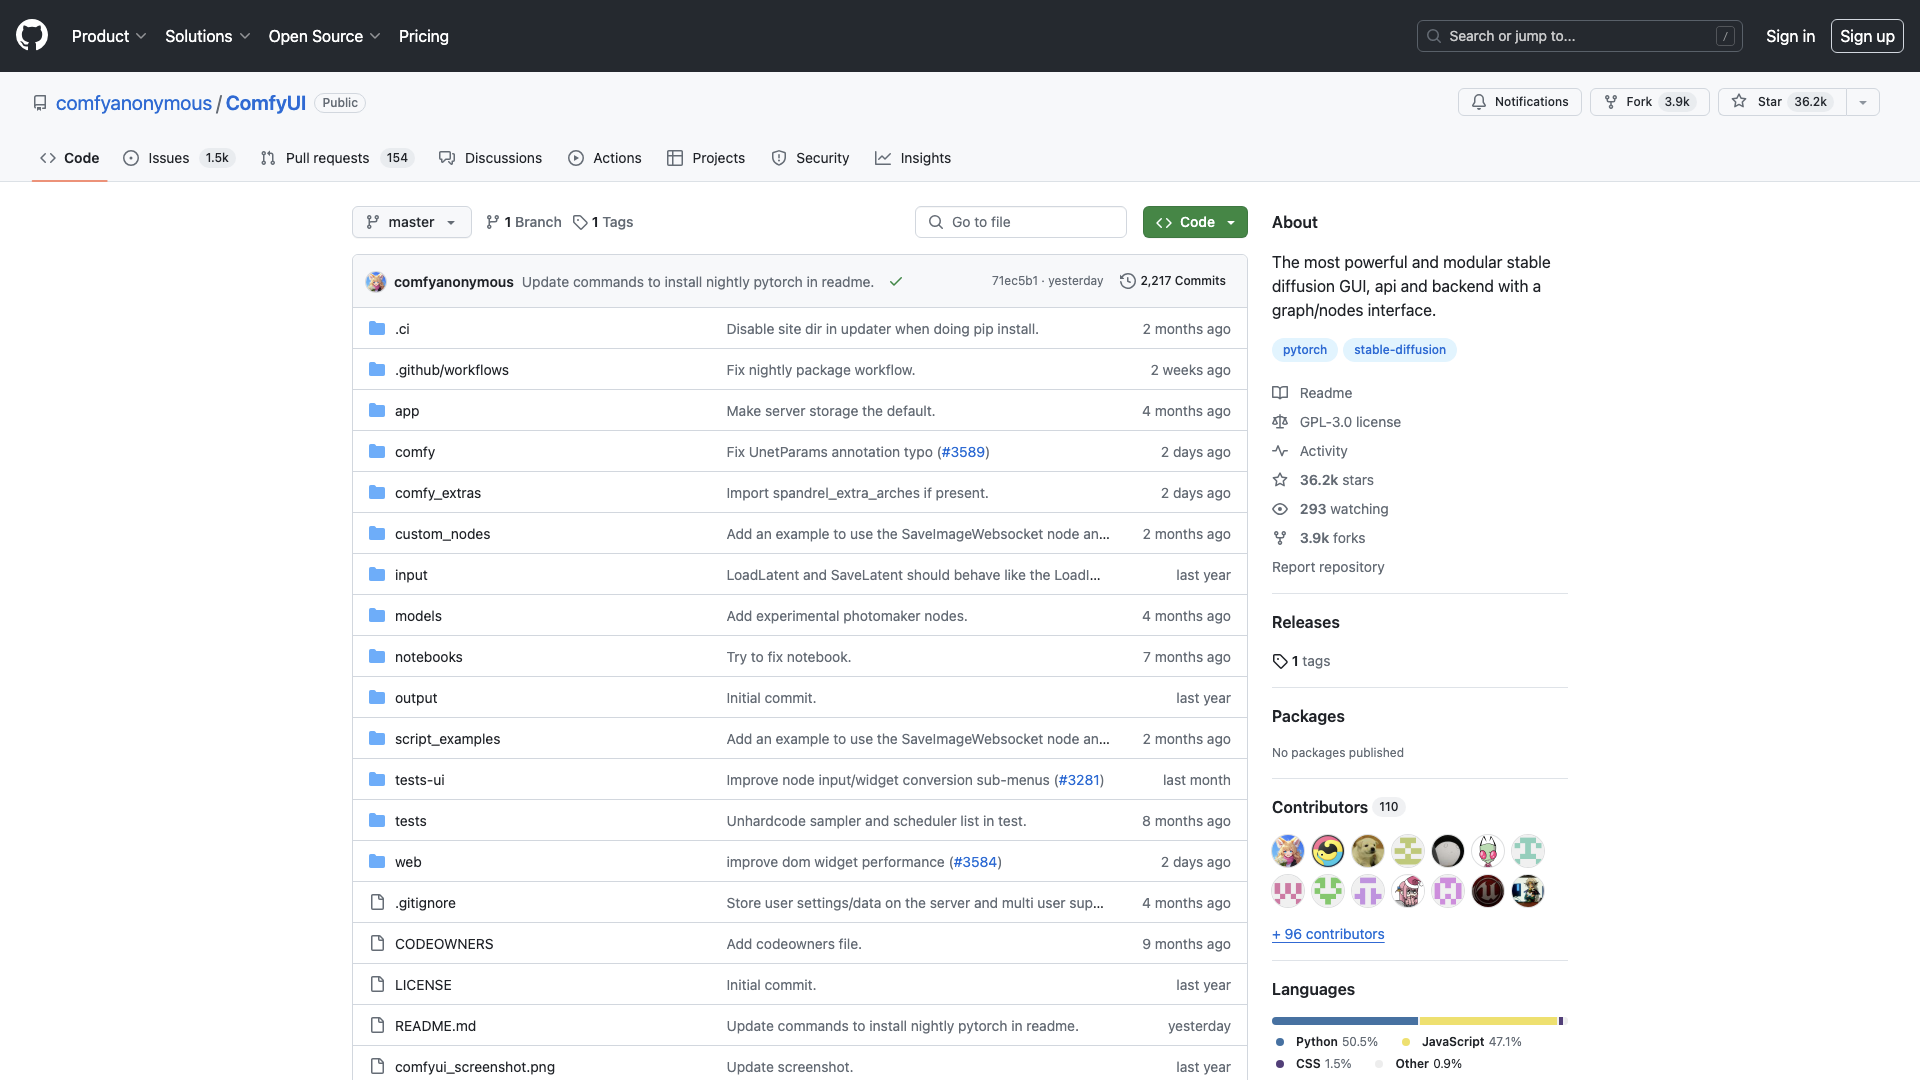 Product Solutions Open Source Pricing Search or jump to... / Sign in Sign up
comfyanonymous / ComfyUI Public Notifications Fork 3.9k Star 36.2k
Code Issues 1.5k Pull requests 154 Discussions Actions Projects Security Insights
master 1 Branch 1 Tags Go to file Code
comfyanonymous Update commands to install nightly pytorch in readme. 71ec5b1 · yesterday 2,217 Commits
.ci Disable site dir in updater when doing pip install. 2 months ago
.github/workflows Fix nightly package workflow. 2 weeks ago
app Make server storage the default. 4 months ago
comfy Fix UnetParams annotation typo (#3589) 2 days ago
comfy_extras Import spandrel_extra_arches if present. 2 days ago
custom_nodes Add an example to use the SaveImageWebsocket node an... 2 months ago
input LoadLatent and SaveLatent should behave like the LoadI... last year
models Add experimental photomaker nodes. 4 months ago
notebooks Try to fix notebook. 7 months ago
output Initial commit. last year
script_examples Add an example to use the SaveImageWebsocket node an... 2 months ago
tests-ui Improve node input/widget conversion sub-menus (#3281) last month
tests Unhardcode sampler and scheduler list in test. 8 months ago
web improve dom widget performance (#3584) 2 days ago
.gitignore Store user settings/data on the server and multi user sup... 4 months ago
CODEOWNERS Add codeowners file. 9 months ago
LICENSE Initial commit. last year
README.md Update commands to install nightly pytorch in readme. yesterday
comfyui_screenshot.png Update screenshot. last year
About
The most powerful and modular stable
diffusion GUI, api and backend with a
graph/nodes interface.
pytorch stable-diffusion
Readme
GPL-3.0 license
Activity
36.2k stars
293 watching
3.9k forks
Report repository
Releases
1 tags
Packages
No packages published
Contributors 110
+ 96 contributors
Languages
Python 50.5% JavaScript 47.1%
CSS 1.5% Other 0.9%